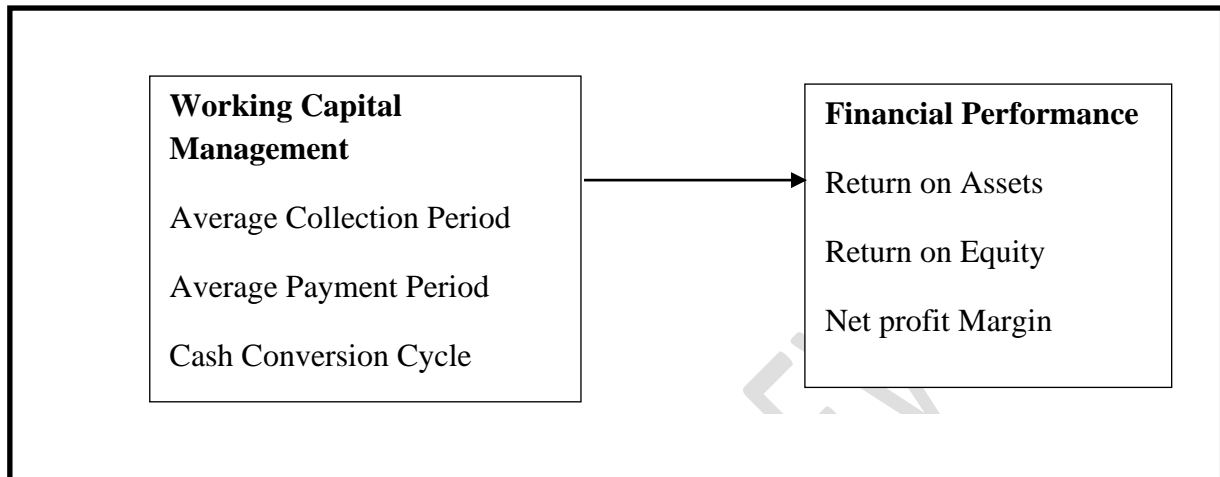 Working Capital
Management
Average Collection Period
Average Payment Period
Cash Conversion Cycle
Financial Performance
Return on Assets
Return on Equity
Net profit Margin